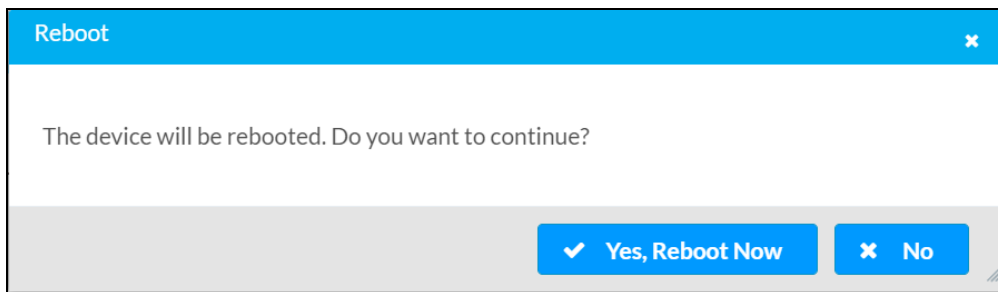 Reboot
The device will be rebooted. Do you want to continue?
Yes, Reboot Now
No